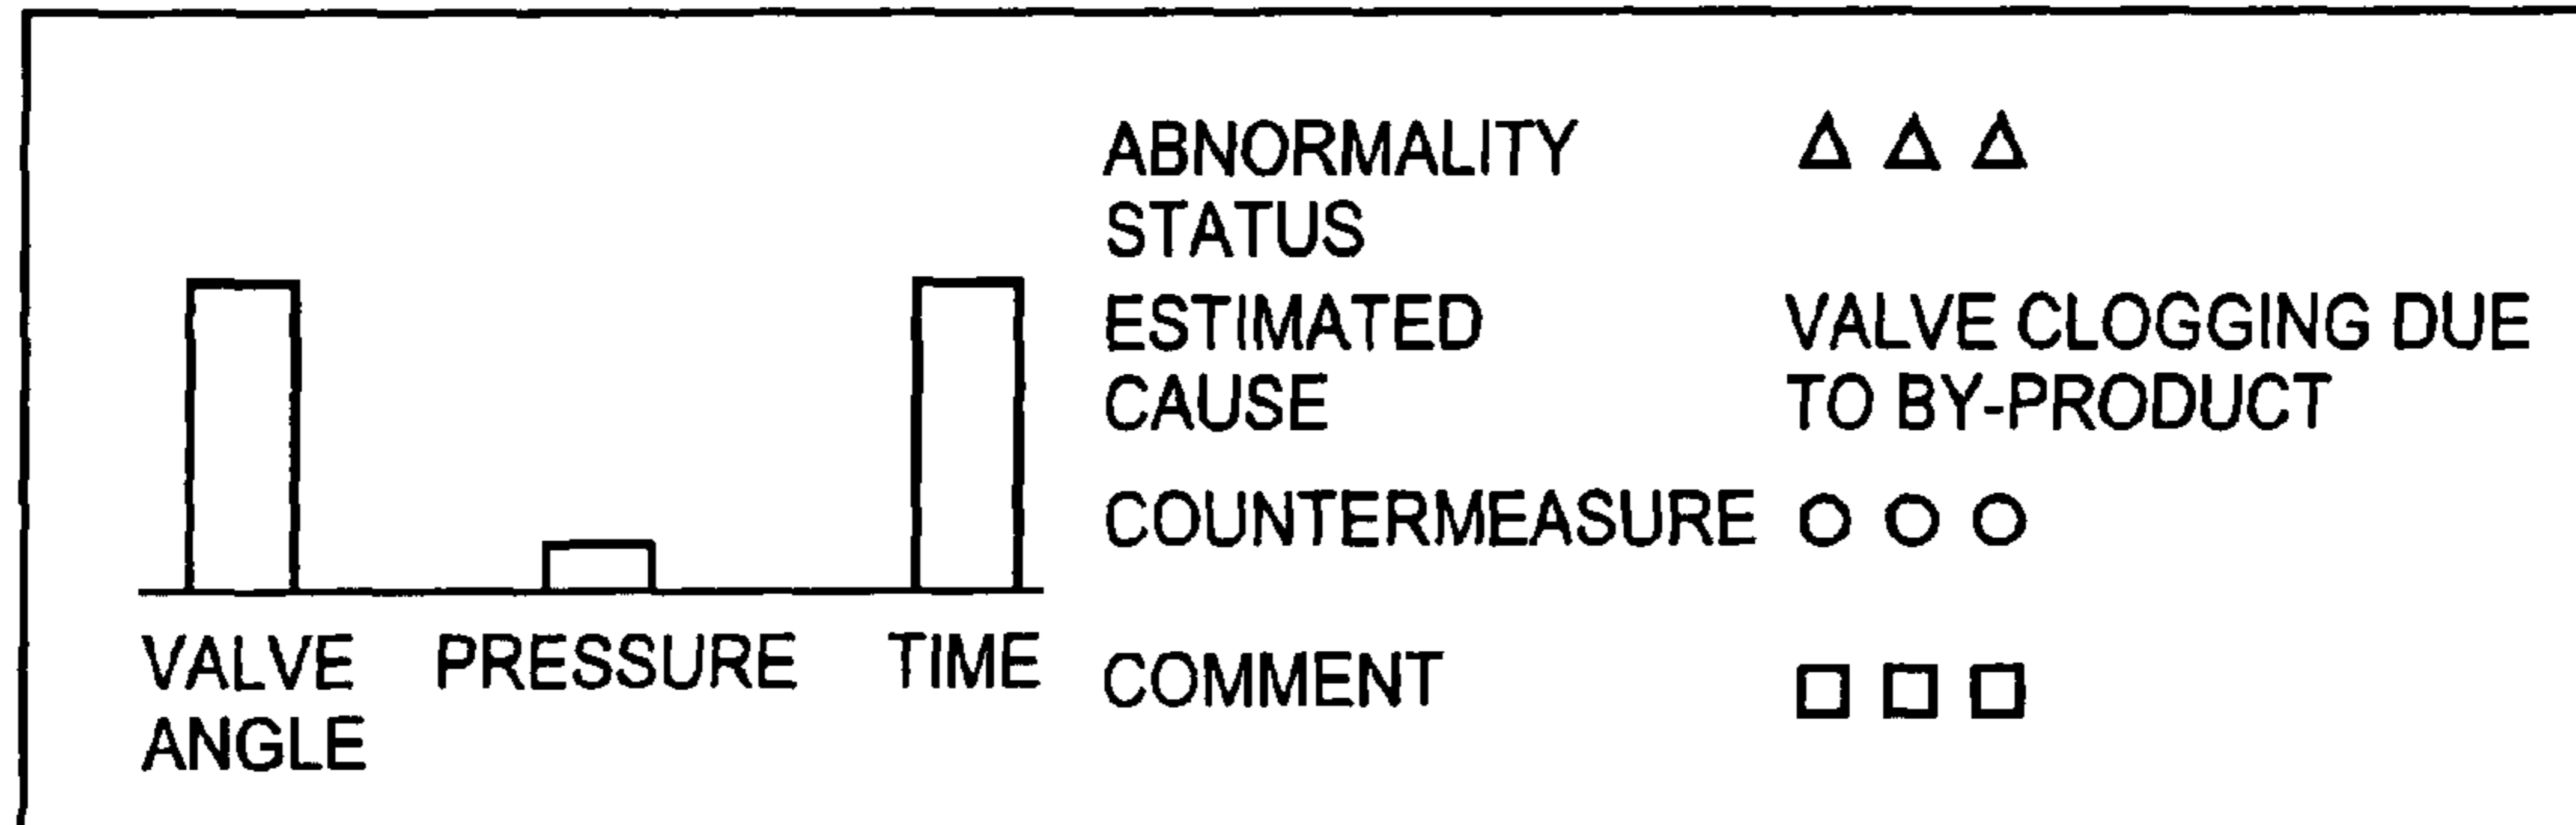 ABNORMALITY △ △ △
STATUS
ESTIMATED VALVE CLOGGING DUE
CAUSE TO BY-PRODUCT
COUNTERMEASURE ○ ○ ○
COMMENT □ □ □
VALVE PRESSURE TIME
ANGLE